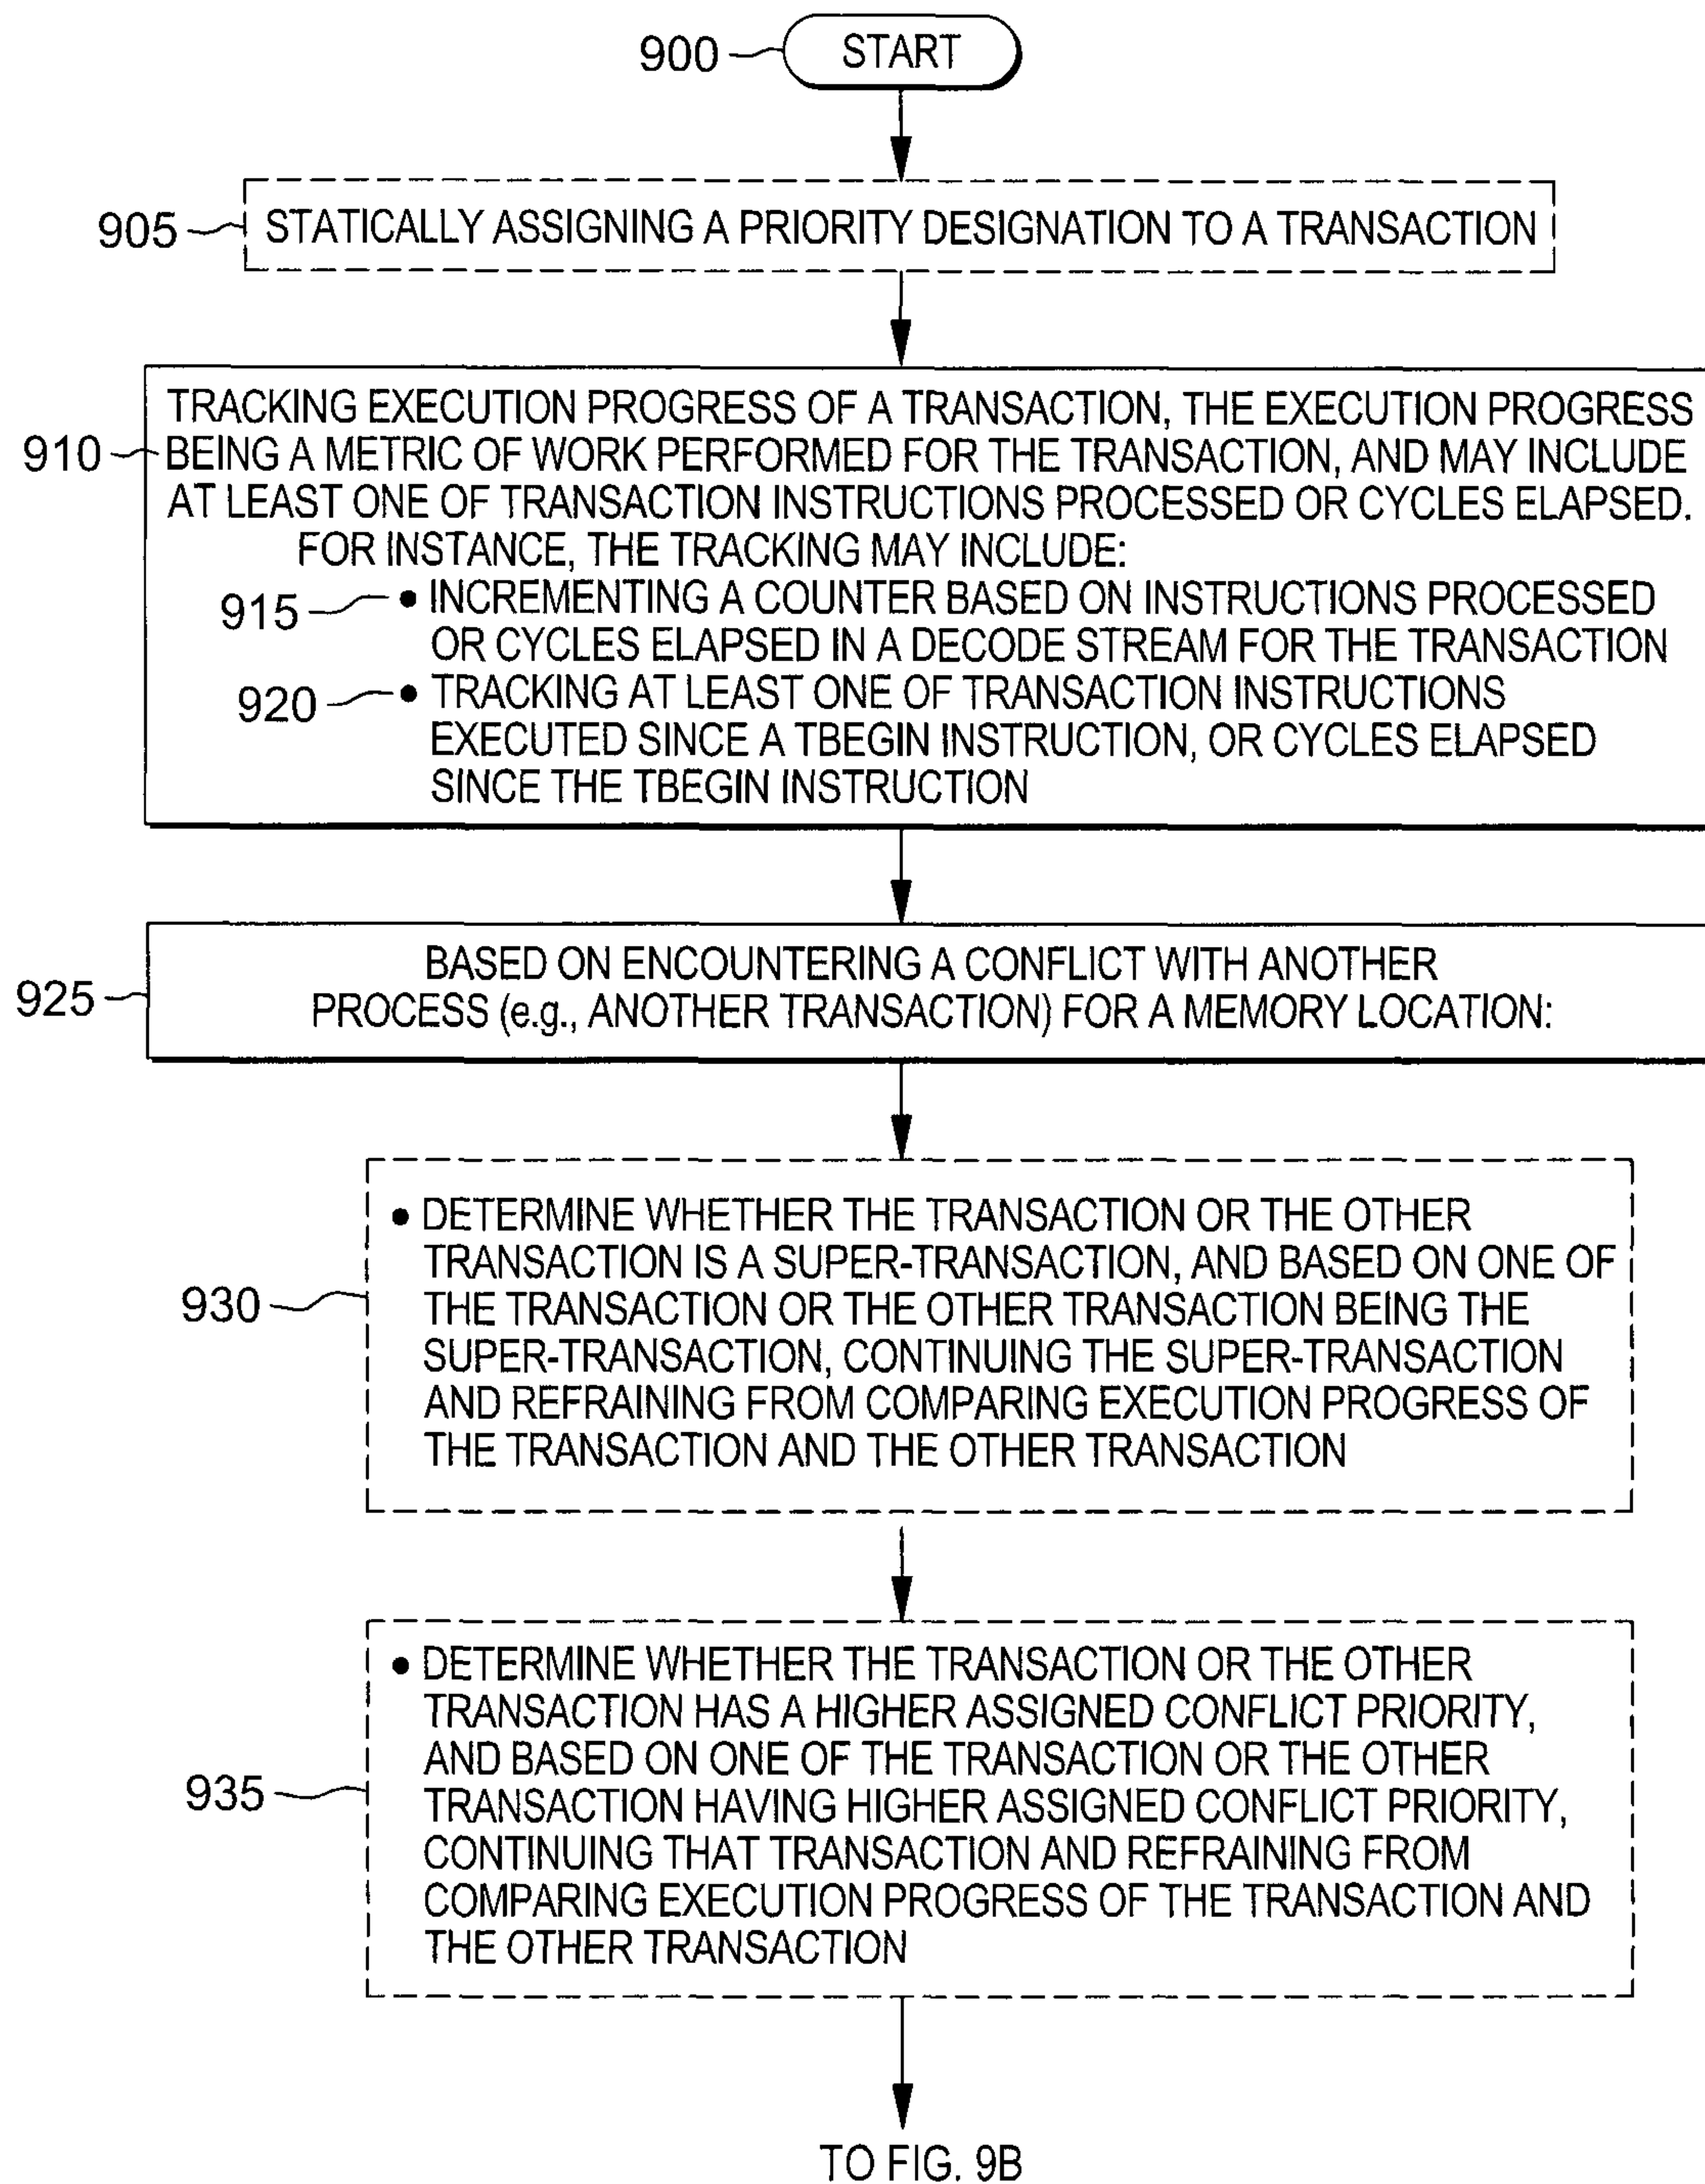 900 START
905 STATICALLY ASSIGNING A PRIORITY DESIGNATION TO A TRANSACTION
TRACKING EXECUTION PROGRESS OF A TRANSACTION, THE EXECUTION PROGRESS
910 BEING A METRIC OF WORK PERFORMED FOR THE TRANSACTION, AND MAY INCLUDE
AT LEAST ONE OF TRANSACTION INSTRUCTIONS PROCESSED OR CYCLES ELAPSED.
FOR INSTANCE, THE TRACKING MAY INCLUDE:
915 • INCREMENTING A COUNTER BASED ON INSTRUCTIONS PROCESSED
OR CYCLES ELAPSED IN A DECODE STREAM FOR THE TRANSACTION
920 • TRACKING AT LEAST ONE OF TRANSACTION INSTRUCTIONS
EXECUTED SINCE A TBEGIN INSTRUCTION, OR CYCLES ELAPSED
SINCE THE TBEGIN INSTRUCTION
925
BASED ON ENCOUNTERING A CONFLICT WITH ANOTHER
PROCESS (e.g., ANOTHER TRANSACTION) FOR A MEMORY LOCATION:
930
• DETERMINE WHETHER THE TRANSACTION OR THE OTHER
TRANSACTION IS A SUPER-TRANSACTION, AND BASED ON ONE OF
THE TRANSACTION OR THE OTHER TRANSACTION BEING THE
SUPER-TRANSACTION, CONTINUING THE SUPER-TRANSACTION
AND REFRAINING FROM COMPARING EXECUTION PROGRESS OF
THE TRANSACTION AND THE OTHER TRANSACTION
935
• DETERMINE WHETHER THE TRANSACTION OR THE OTHER
TRANSACTION HAS A HIGHER ASSIGNED CONFLICT PRIORITY,
AND BASED ON ONE OF THE TRANSACTION OR THE OTHER
TRANSACTION HAVING HIGHER ASSIGNED CONFLICT PRIORITY,
CONTINUING THAT TRANSACTION AND REFRAINING FROM
COMPARING EXECUTION PROGRESS OF THE TRANSACTION AND
THE OTHER TRANSACTION
TO FIG. 9B